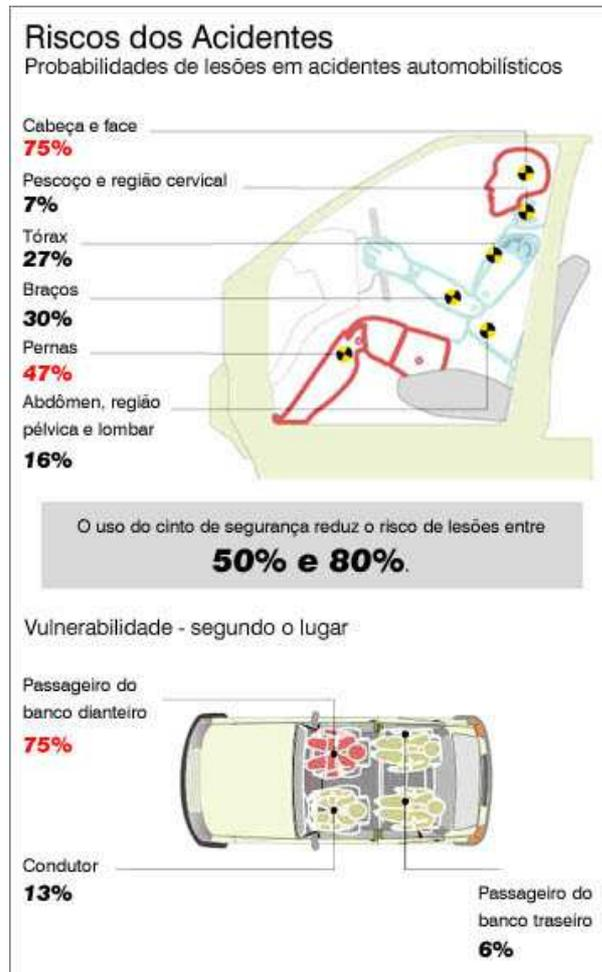 Riscos dos Acidentes
Probabilidades de lesões em acidentes automobilísticos
Cabeça e face
75%
Pescoço e região cervical
7%
Tórax
27%
Braços
30%
Pernas
47%
Abdômen, região
pélvica e lombar
16%
O uso do cinto de segurança reduz o risco de lesões entre
50% e 80%.
Vulnerabilidade - segundo o lugar
Passageiro do
banco dianteiro
75%
Condutor
13%
Passageiro do
banco traseiro
6%